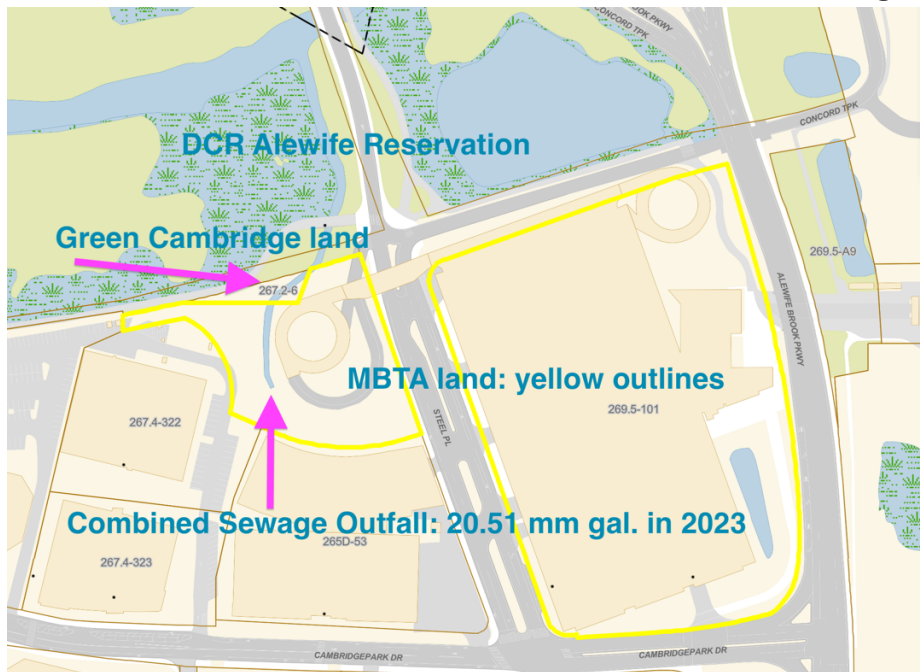 CONCORD TPK
PKWY
CONCORD TPK
DCR Alewife Reservation
Green Cambridge land
267.2-6
269.5-A9
ALEWIFE BROOK PKWY
MBTA land: yellow outlines
269.5-101
267.4-322
STEEL PL
Combined Sewage Outfall: 20.51 mm gal. in 2023
265D-53
267.4-323
CAMBRIDGEPARK DR
CAMBRIDGEPARK DR